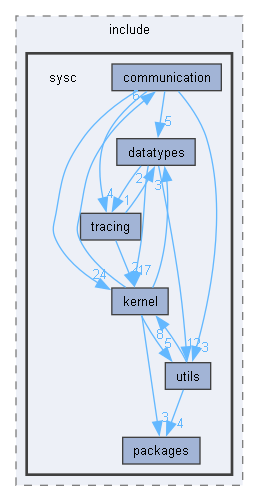 include
sysc
communication
6
5
datatypes
2
3
4
1
tracing
24
2
17
kernel
8
5
12
3
utils
3
4
packages